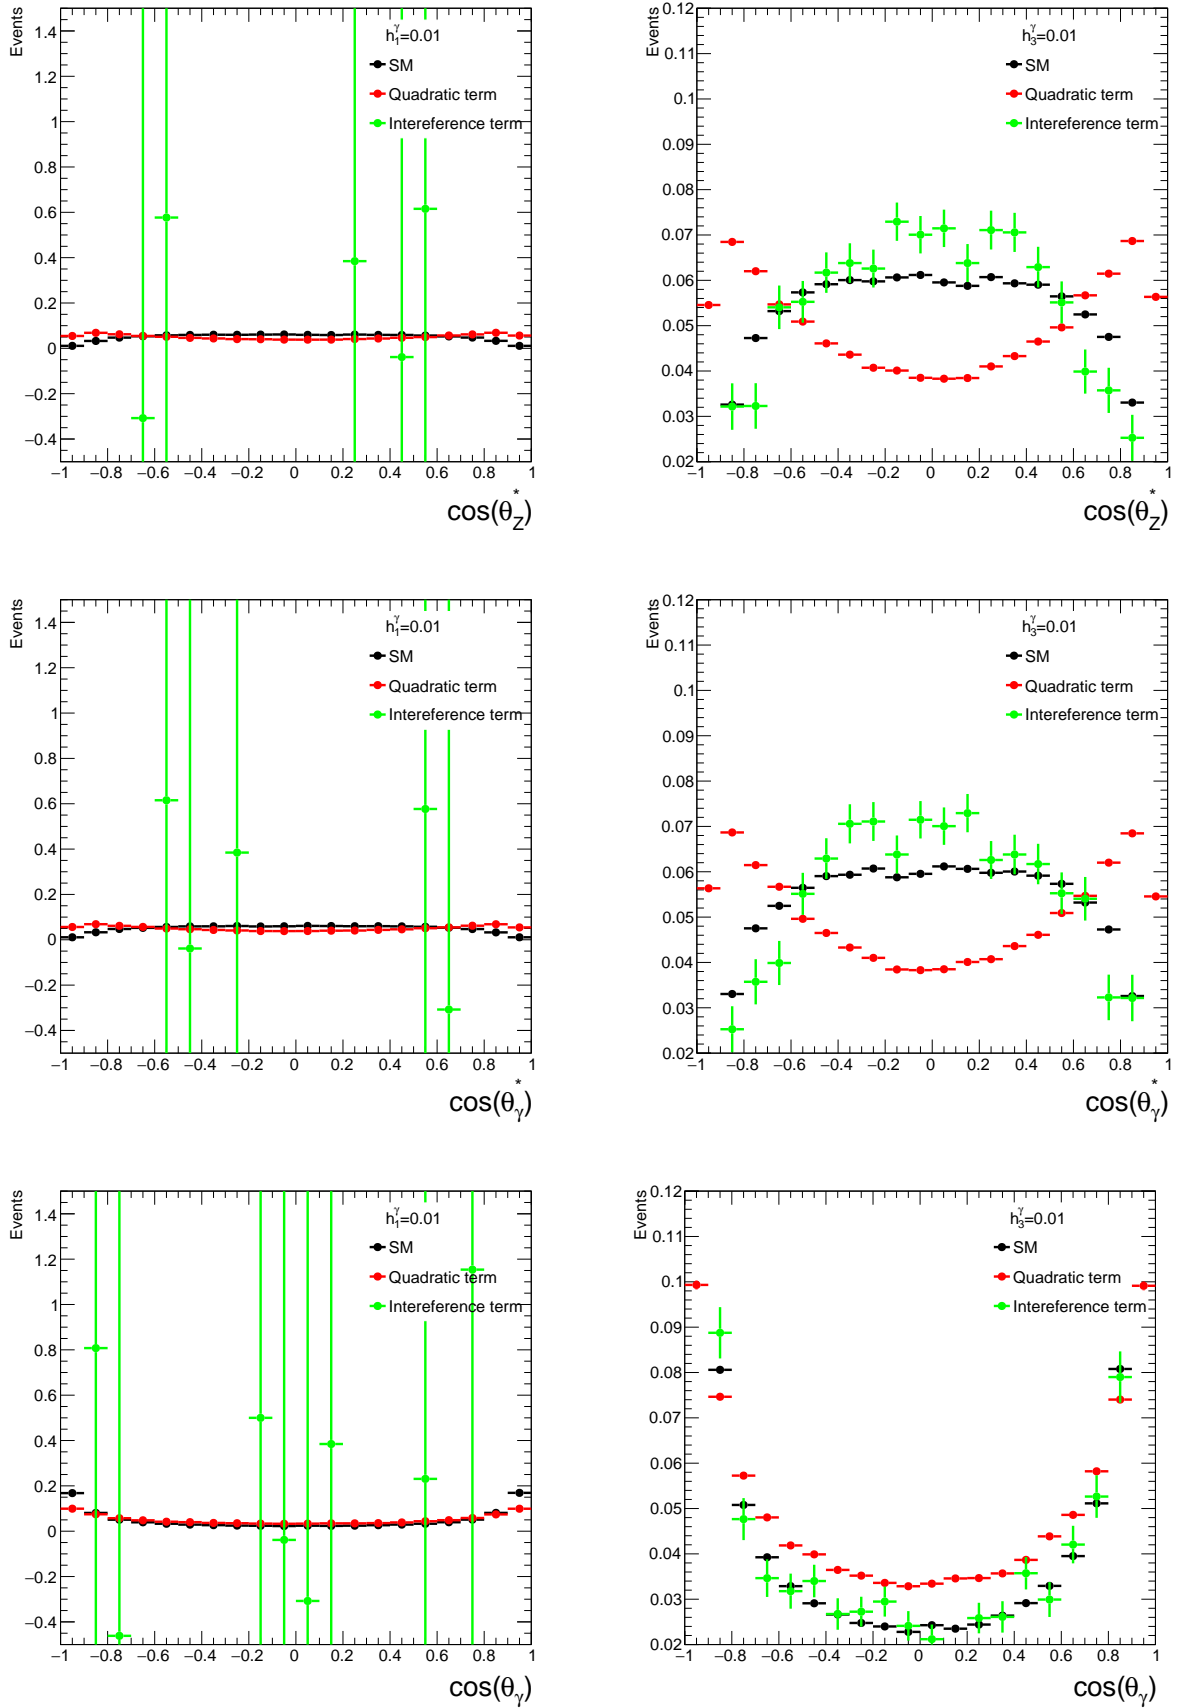 Events
h₁^γ=0.01
SM
Quadratic term
Intereference term
1.4
1.2
1
0.8
0.6
0.4
0.2
0
−0.2
−0.4
−1 −0.8 −0.6 −0.4 −0.2 0 0.2 0.4 0.6 0.8 1
cos(θ_Z^*)
Events
h₃^γ=0.01
SM
Quadratic term
Intereference term
0.12
0.11
0.1
0.09
0.08
0.07
0.06
0.05
0.04
0.03
0.02
−1 −0.8 −0.6 −0.4 −0.2 0 0.2 0.4 0.6 0.8 1
cos(θ_Z^*)
Events
h₁^γ=0.01
SM
Quadratic term
Intereference term
1.4
1.2
1
0.8
0.6
0.4
0.2
0
−0.2
−0.4
−1 −0.8 −0.6 −0.4 −0.2 0 0.2 0.4 0.6 0.8 1
cos(θ_γ^*)
Events
h₃^γ=0.01
SM
Quadratic term
Intereference term
0.12
0.11
0.1
0.09
0.08
0.07
0.06
0.05
0.04
0.03
0.02
−1 −0.8 −0.6 −0.4 −0.2 0 0.2 0.4 0.6 0.8 1
cos(θ_γ^*)
Events
h₁^γ=0.01
SM
Quadratic term
Intereference term
1.4
1.2
1
0.8
0.6
0.4
0.2
0
−0.2
−0.4
−1 −0.8 −0.6 −0.4 −0.2 0 0.2 0.4 0.6 0.8 1
cos(θ_γ)
Events
h₃^γ=0.01
SM
Quadratic term
Intereference term
0.12
0.11
0.1
0.09
0.08
0.07
0.06
0.05
0.04
0.03
0.02
−1 −0.8 −0.6 −0.4 −0.2 0 0.2 0.4 0.6 0.8 1
cos(θ_γ)